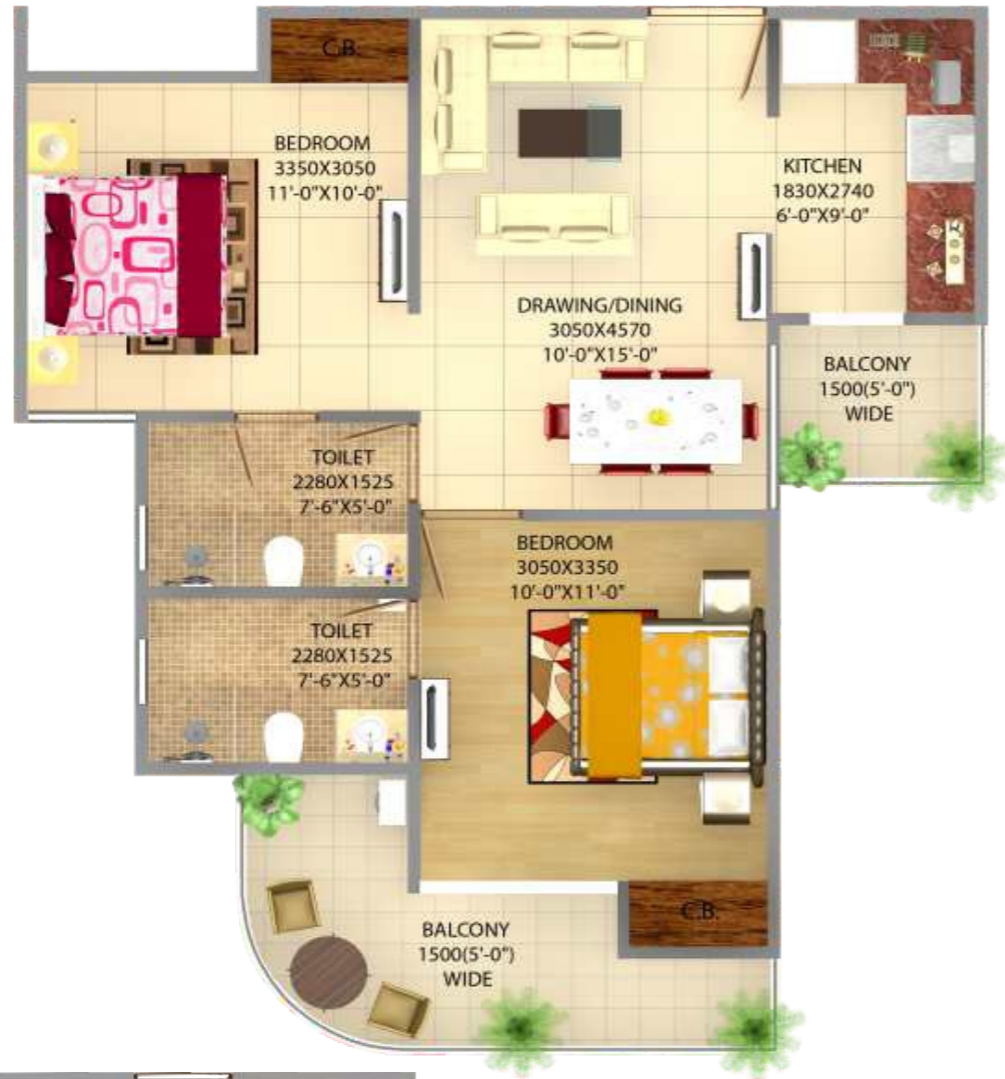 C.B.
BEDROOM
3350X3050
11'-0"X10'-0"
KITCHEN
1830X2740
6'-0"X9'-0"
DRAWING/DINING
3050X4570
10'-0"X15'-0"
BALCONY
1500(5'-0")
WIDE
TOILET
2280X1525
7'-6"X5'-0"
BEDROOM
3050X3350
10'-0"X11'-0"
TOILET
2280X1525
7'-6"X5'-0"
C.B.
BALCONY
1500(5'-0")
WIDE